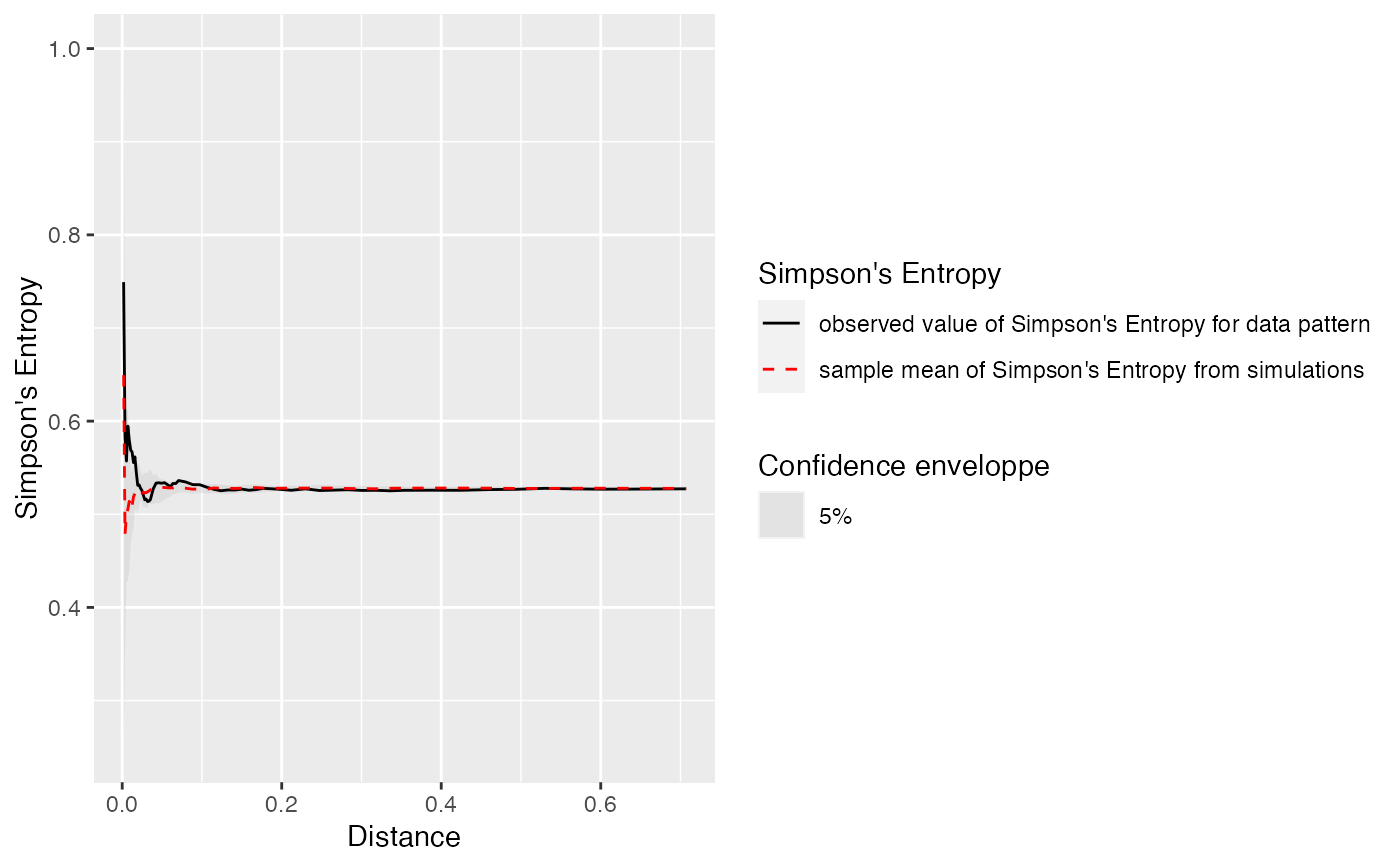 1.0
0.8
0.6
0.4
Simpson's Entropy
0.0 0.2 0.4 0.6
Distance
Simpson's Entropy
observed value of Simpson's Entropy for data pattern
sample mean of Simpson's Entropy from simulations
Confidence enveloppe
5%